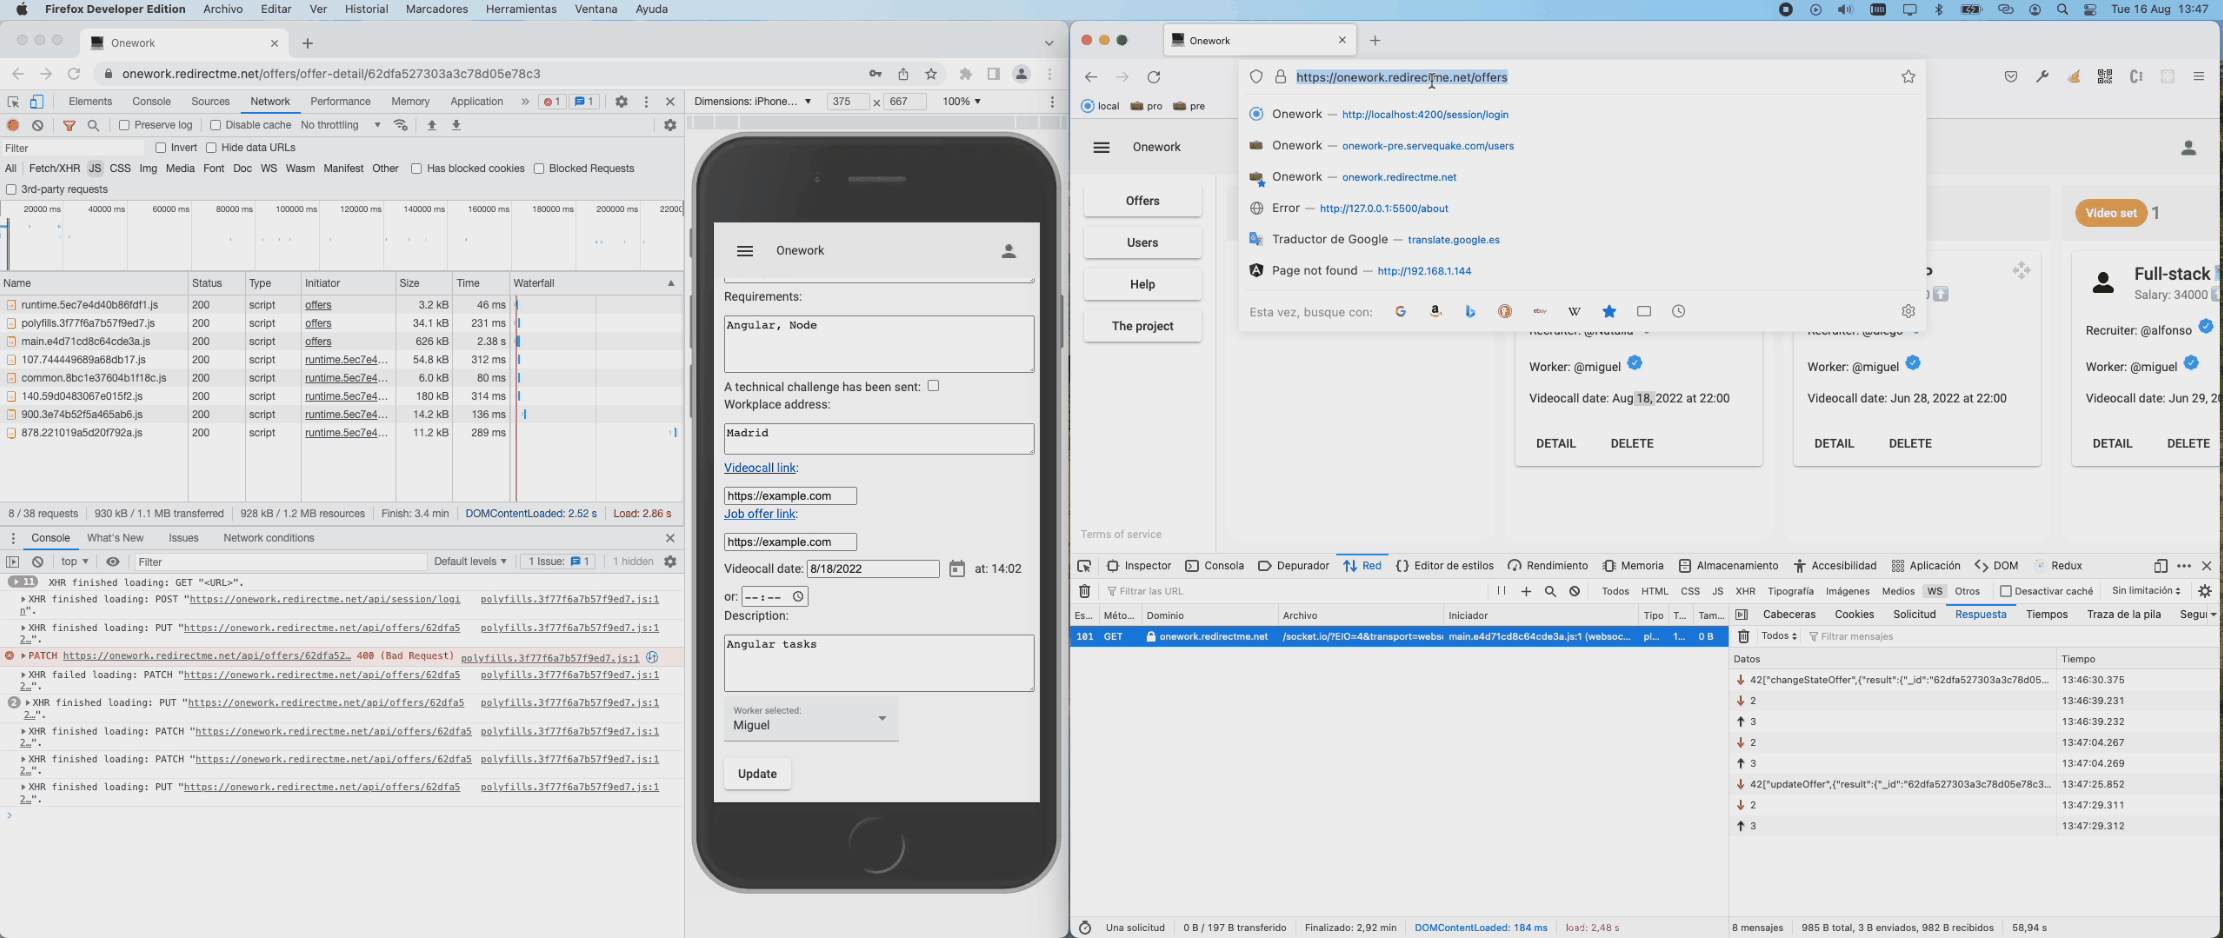 Firefox Developer Edition Archivo Editar Ver Historial Marcadores Herramientas Ventana Ayuda Tue 16 Aug 13:47
Onework
onework.redirectme.net/offers/offer-detail/62dfa527303a3c78d05e78c3
Elements Console Sources Network Performance Memory Application » 1 1
Preserve log Disable cache No throttling
Filter Invert Hide data URLs
All Fetch/XHR JS CSS Img Media Font Doc WS Wasm Manifest Other Has blocked cookies Blocked Requests
3rd-party requests
20000 ms 40000 ms 60000 ms 80000 ms 100000 ms 120000 ms 140000 ms 160000 ms 180000 ms 200000 ms
Name Status Type Initiator Size Time Waterfall
runtime.5ec7e4d40b86fdf1.js 200 script offers 3.2 kB 46 ms
polyfills.3f77f6a7b57f9ed7.js 200 script offers 34.1 kB 231 ms
main.e4d71cd8c64cde3a.js 200 script offers 626 kB 2.38 s
107.744449689a68db17.js 200 script runtime.5ec7e4... 54.8 kB 312 ms
common.8bc1e37604b1f18c.js 200 script runtime.5ec7e4... 6.0 kB 80 ms
140.59d0483067e015f2.js 200 script runtime.5ec7e4... 180 kB 314 ms
900.3e74b52f5a465ab6.js 200 script runtime.5ec7e4... 14.2 kB 136 ms
878.221019a5d20f792a.js 200 script runtime.5ec7e4... 11.2 kB 289 ms
8 / 38 requests 930 kB / 1.1 MB transferred 928 kB / 1.2 MB resources Finish: 3.4 min DOMContentLoaded: 2.52 s Load: 2.86 s
Console What's New Issues Network conditions
top Filter Default levels 1 Issue: 1 1 hidden
11 XHR finished loading: GET "<URL>".
XHR finished loading: POST "https://onework.redirectme.net/api/session/logi polyfills.3f77f6a7b57f9ed7.js:1
n".
XHR finished loading: PUT "https://onework.redirectme.net/api/offers/62dfa5 polyfills.3f77f6a7b57f9ed7.js:1
2…".
PATCH https://onework.redirectme.net/api/offers/62dfa52… 400 (Bad Request) polyfills.3f77f6a7b57f9ed7.js:1
XHR failed loading: PATCH "https://onework.redirectme.net/api/offers/62dfa5 polyfills.3f77f6a7b57f9ed7.js:1
2…".
2 XHR finished loading: PUT "https://onework.redirectme.net/api/offers/62dfa5 polyfills.3f77f6a7b57f9ed7.js:1
2…".
XHR finished loading: PATCH "https://onework.redirectme.net/api/offers/62dfa5 polyfills.3f77f6a7b57f9ed7.js:1
2…".
XHR finished loading: PATCH "https://onework.redirectme.net/api/offers/62dfa5 polyfills.3f77f6a7b57f9ed7.js:1
2…".
XHR finished loading: PUT "https://onework.redirectme.net/api/offers/62dfa5 polyfills.3f77f6a7b57f9ed7.js:1
2…".
Dimensions: iPhone... 375 x 667 100%
Onework
Requirements:
Angular, Node
A technical challenge has been sent:
Workplace address:
Madrid
Videocall link:
https://example.com
Job offer link:
https://example.com
Videocall date: 8/18/2022 at: 14:02
or: --:--
Description:
Angular tasks
Worker selected:
Miguel
Update
Onework
https://onework.redirectme.net/offers
local pro pre
Onework — http://localhost:4200/session/login
Onework — onework-pre.servequake.com/users
Onework — onework.redirectme.net
Error — http://127.0.0.1:5500/about
Traductor de Google — translate.google.es
Page not found — http://192.168.1.144
Esta vez, busque con:
Onework
Offers
Users
Help
The project
Terms of service
Video set 1
Full-stack
Salary: 34000
Recruiter: @Natalia
Worker: @miguel
Videocall date: Aug 18, 2022 at 22:00
DETAIL DELETE
Recruiter: @diego
Worker: @miguel
Videocall date: Jun 28, 2022 at 22:00
DETAIL DELETE
Recruiter: @alfonso
Worker: @miguel
Videocall date: Jun 29, 20
DETAIL DELETE
Inspector Consola Depurador Red Editor de estilos Rendimiento Memoria Almacenamiento Accesibilidad Aplicación DOM Redux
Filtrar las URL Todos HTML CSS JS XHR Tipografía Imágenes Medios WS Otros Desactivar caché Sin limitación
Es... Méto... Dominio Archivo Iniciador Tipo T... Tam...
101 GET onework.redirectme.net /socket.io/?EIO=4&transport=webs main.e4d71cd8c64cde3a.js:1 (websoc... pl... 1... 0 B
Cabeceras Cookies Solicitud Respuesta Tiempos Traza de la pila Segu
Todos Filtrar mensajes
Datos Tiempo
42["changeStateOffer",{"result":{"_id":"62dfa527303a3c78d05... 13:46:30.375
2 13:46:39.231
3 13:46:39.232
2 13:47:04.267
3 13:47:04.269
42["updateOffer",{"result":{"_id":"62dfa527303a3c78d05e78c3... 13:47:25.852
2 13:47:29.311
3 13:47:29.312
Una solicitud 0 B / 197 B transferido Finalizado: 2,92 min DOMContentLoaded: 184 ms load: 2,48 s
8 mensajes 985 B total, 3 B enviados, 982 B recibidos 58,94 s